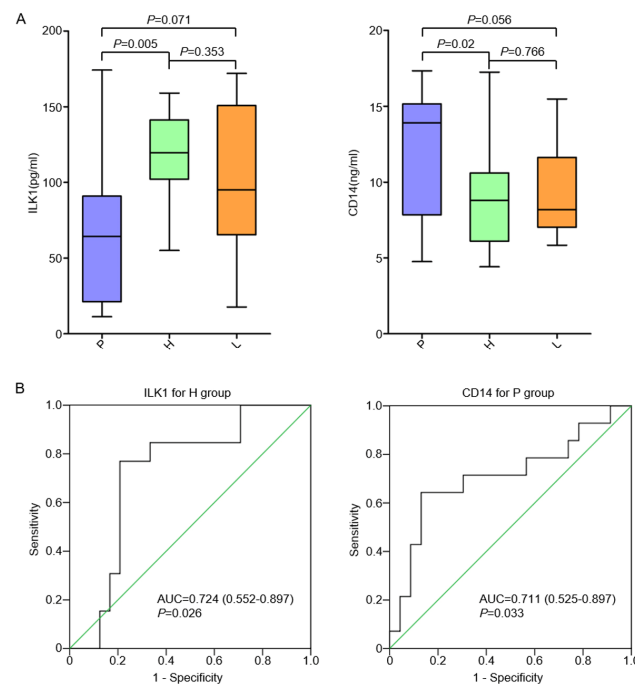 A
P=0.071
P=0.005
P=0.353
200
150
100
50
0
ILK1(pg/ml)
P
H
L
P=0.056
P=0.02
P=0.766
20
15
10
5
0
CD14(ng/ml)
P
H
L
B
ILK1 for H group
1.0
0.8
0.6
0.4
0.2
0
Sensitivity
AUC=0.724 (0.552-0.897)
P=0.026
0
0.2
0.4
0.6
0.8
1.0
1 - Specificity
CD14 for P group
1.0
0.8
0.6
0.4
0.2
0
Sensitivity
AUC=0.711 (0.525-0.897)
P=0.033
0
0.2
0.4
0.6
0.8
1.0
1 - Specificity